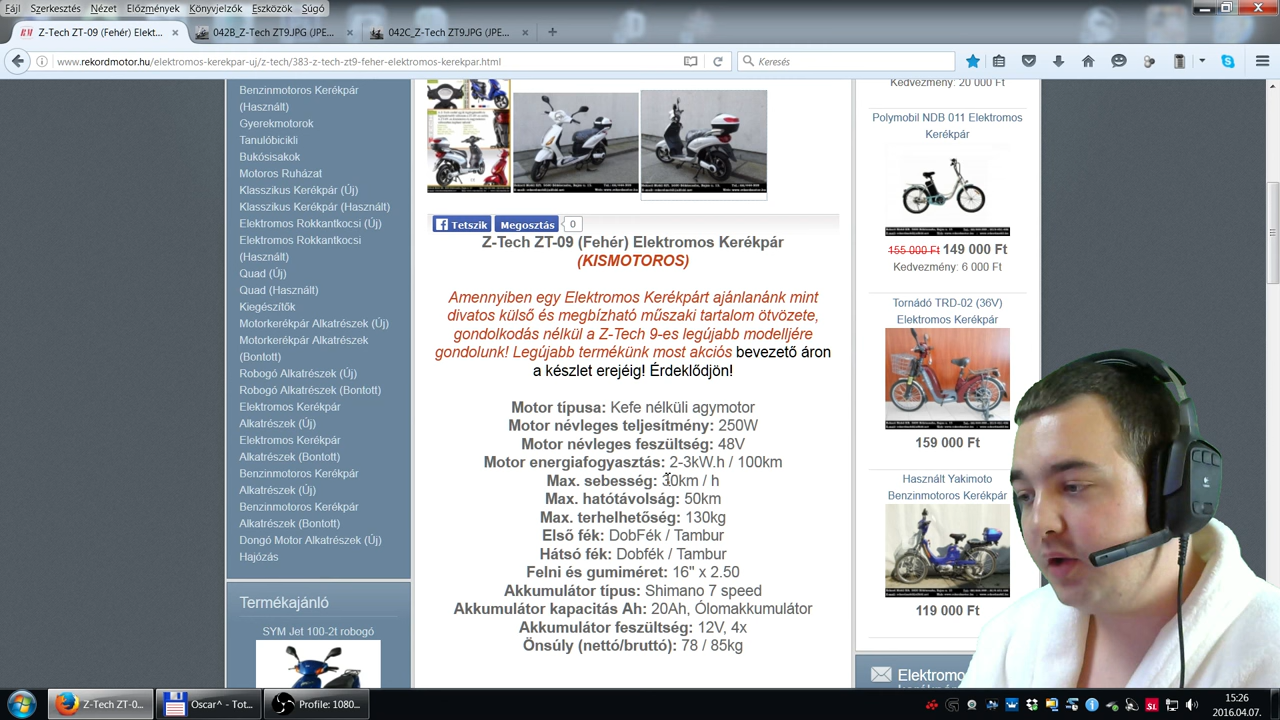 Fájl Szerkesztés Nézet Előzmények Könyvjelzők Eszközök Súgó
RM Z-Tech ZT-09 (Fehér) Elekt...
042B_Z-Tech ZT9.JPG (JPE...
042C_Z-Tech ZT9.JPG (JPE...
www.rekordmotor.hu/elektromos-kerekpar-uj/z-tech/383-z-tech-zt9-feher-elektromos-kerekpar.html
Keresés
Benzinmotoros Kerékpár
(Használt)
Gyerekmotorok
Tanulóbicikli
Bukósisakok
Motoros Ruházat
Klasszikus Kerékpár (Új)
Klasszikus Kerékpár (Használt)
Elektromos Rokkantkocsi (Új)
Elektromos Rokkantkocsi
(Használt)
Quad (Új)
Quad (Használt)
Kiegészítők
Motorkerékpár Alkatrészek (Új)
Motorkerékpár Alkatrészek
(Bontott)
Robogó Alkatrészek (Új)
Robogó Alkatrészek (Bontott)
Elektromos Kerékpár
Alkatrészek (Új)
Elektromos Kerékpár
Alkatrészek (Bontott)
Benzinmotoros Kerékpár
Alkatrészek (Új)
Benzinmotoros Kerékpár
Alkatrészek (Bontott)
Dongó Motor Alkatrészek (Új)
Hajózás
Termékajánló
SYM Jet 100-2t robogó
Tetszik
Megosztás
0
Z-Tech ZT-09 (Fehér) Elektromos Kerékpár
(KISMOTOROS)
Amennyiben egy Elektromos Kerékpárt ajánlanánk mint
divatos külső és megbízható műszaki tartalom ötvözete,
gondolkodás nélkül a Z-Tech 9-es legújabb modelljére
gondolunk! Legújabb termékünk most akciós bevezető áron
a készlet erejéig! Érdeklődjön!
Motor típusa: Kefe nélküli agymotor
Motor névleges teljesítmény: 250W
Motor névleges feszültség: 48V
Motor energiafogyasztás: 2-3kW.h / 100km
Max. sebesség: 30km / h
Max. hatótávolság: 50km
Max. terhelhetőség: 130kg
Első fék: DobFék / Tambur
Hátsó fék: Dobfék / Tambur
Felni és gumiméret: 16" x 2.50
Akkumulátor típus: Shimano 7 speed
Akkumulátor kapacitás Ah: 20Ah, Ólomakkumulátor
Akkumulátor feszültség: 12V, 4x
Önsúly (nettó/bruttó): 78 / 85kg
Kedvezmény: 20 000 Ft
Polymobil NDB 011 Elektromos
Kerékpár
155 000 Ft 149 000 Ft
Kedvezmény: 6 000 Ft
Tornádó TRD-02 (36V)
Elektromos Kerékpár
159 000 Ft
Használt Yakimoto
Benzinmotoros Kerékpár
119 000 Ft
Elektromo
Z-Tech ZT-0...
Oscar^ - Tot...
Profile: 1080...
15:26
2016.04.07.